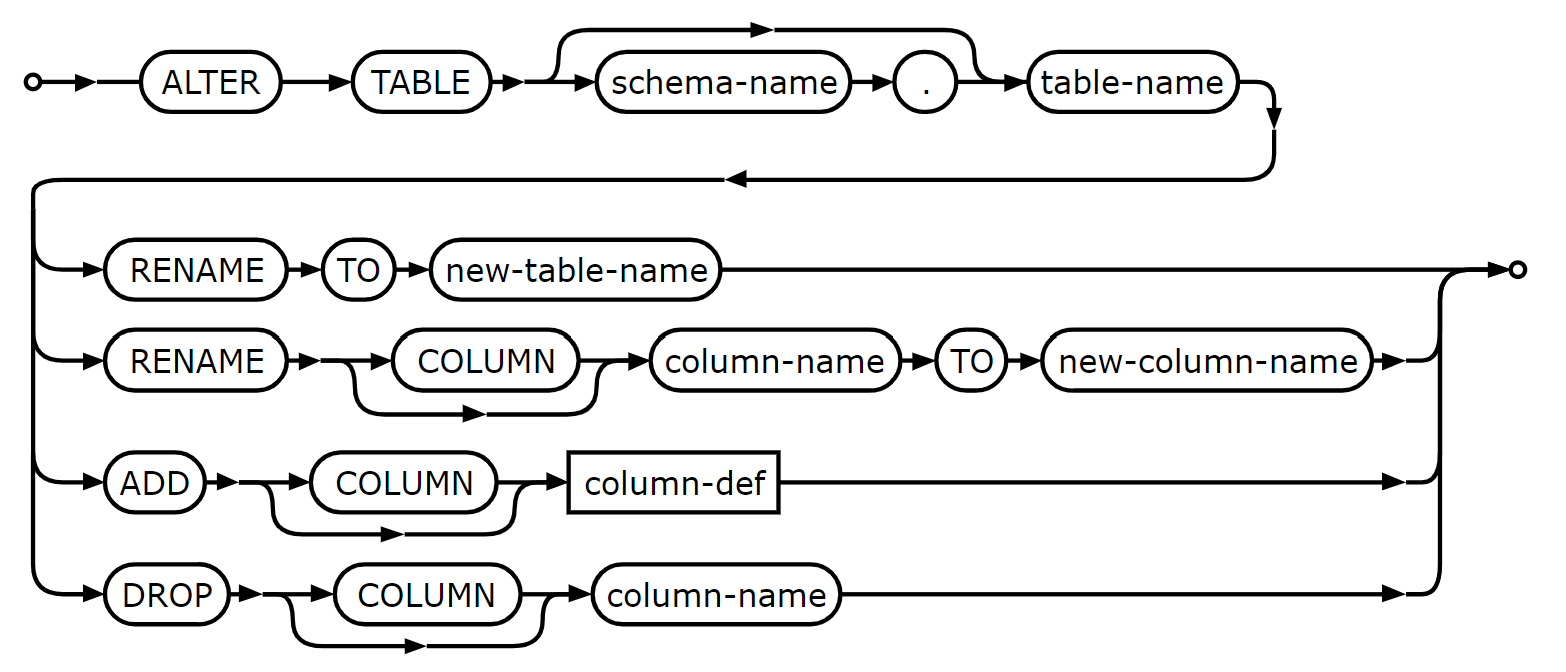 ALTER TABLE schema-name . table-name
RENAME TO new-table-name
RENAME COLUMN column-name TO new-column-name
ADD COLUMN column-def
DROP COLUMN column-name